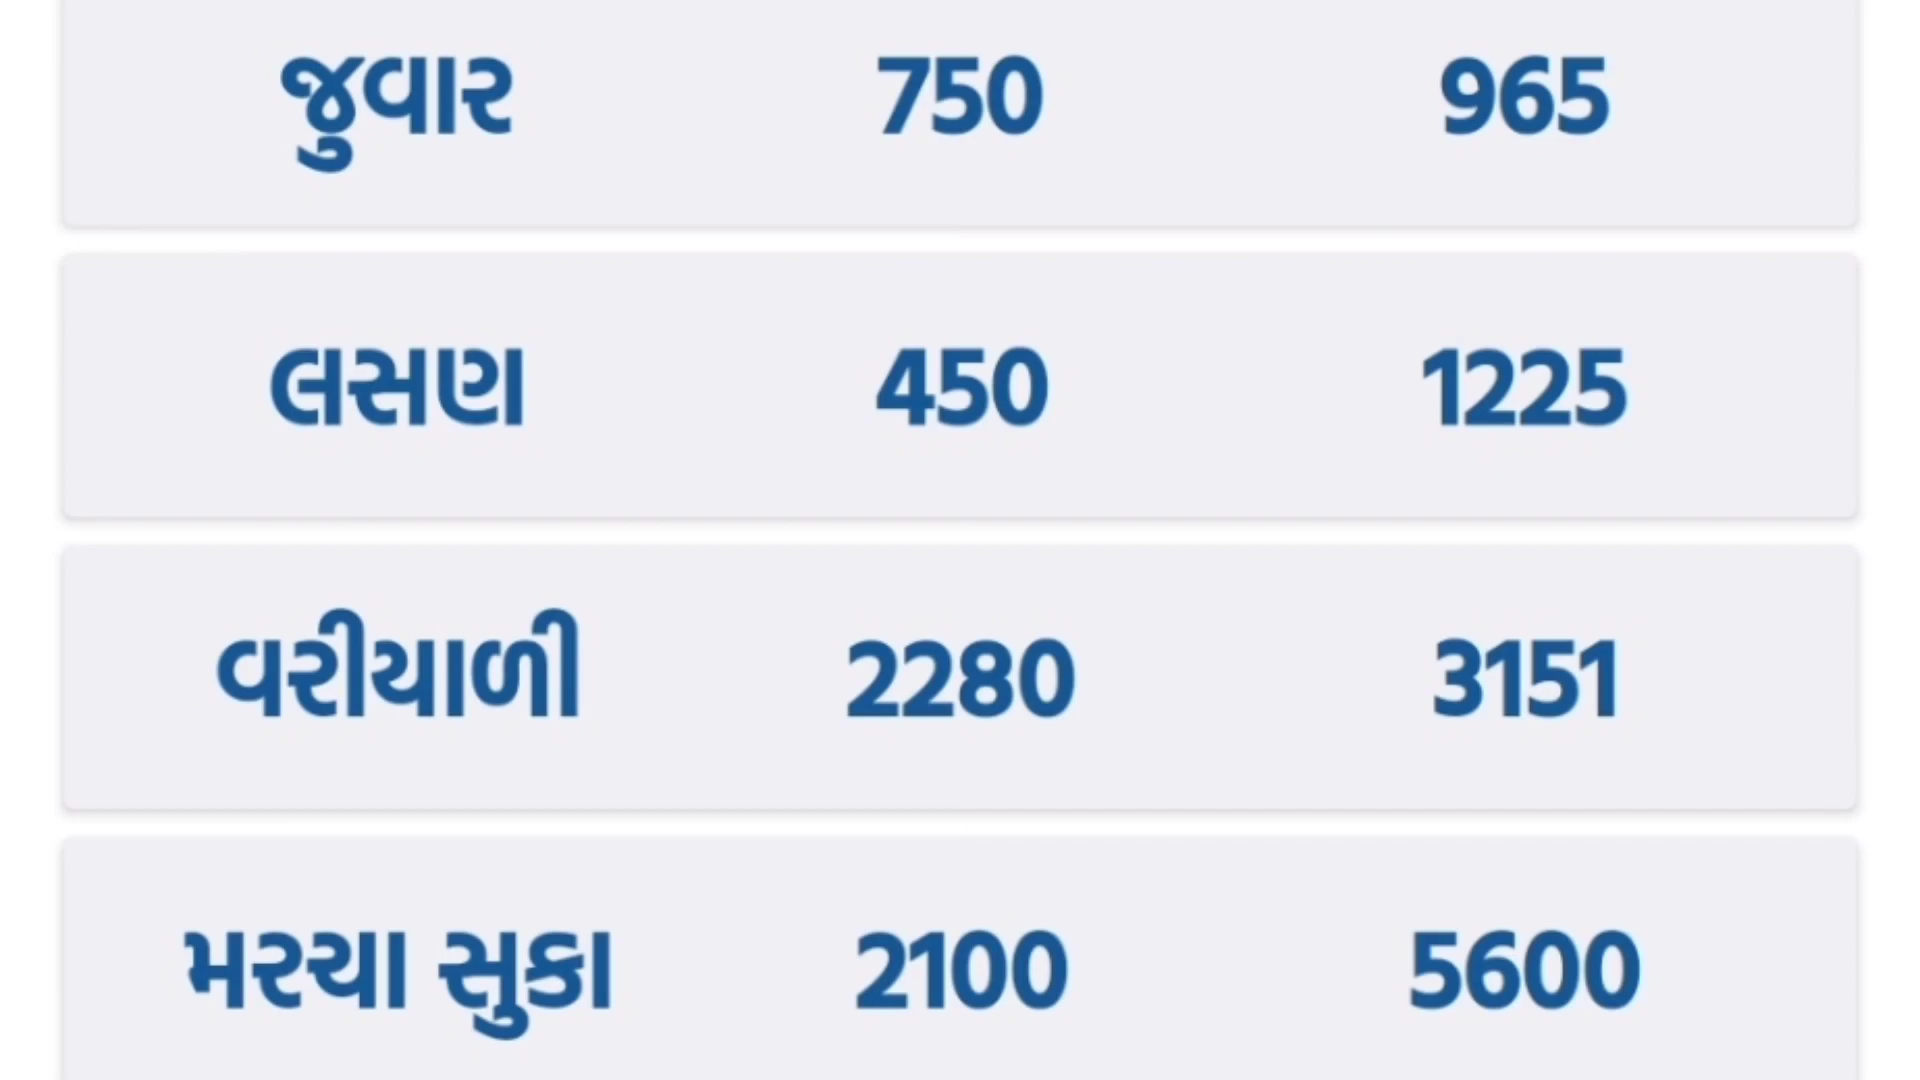 જુવાર 750 965
લસણ 450 1225
વરીયાળી 2280 3151
મરચા સુકા 2100 5600